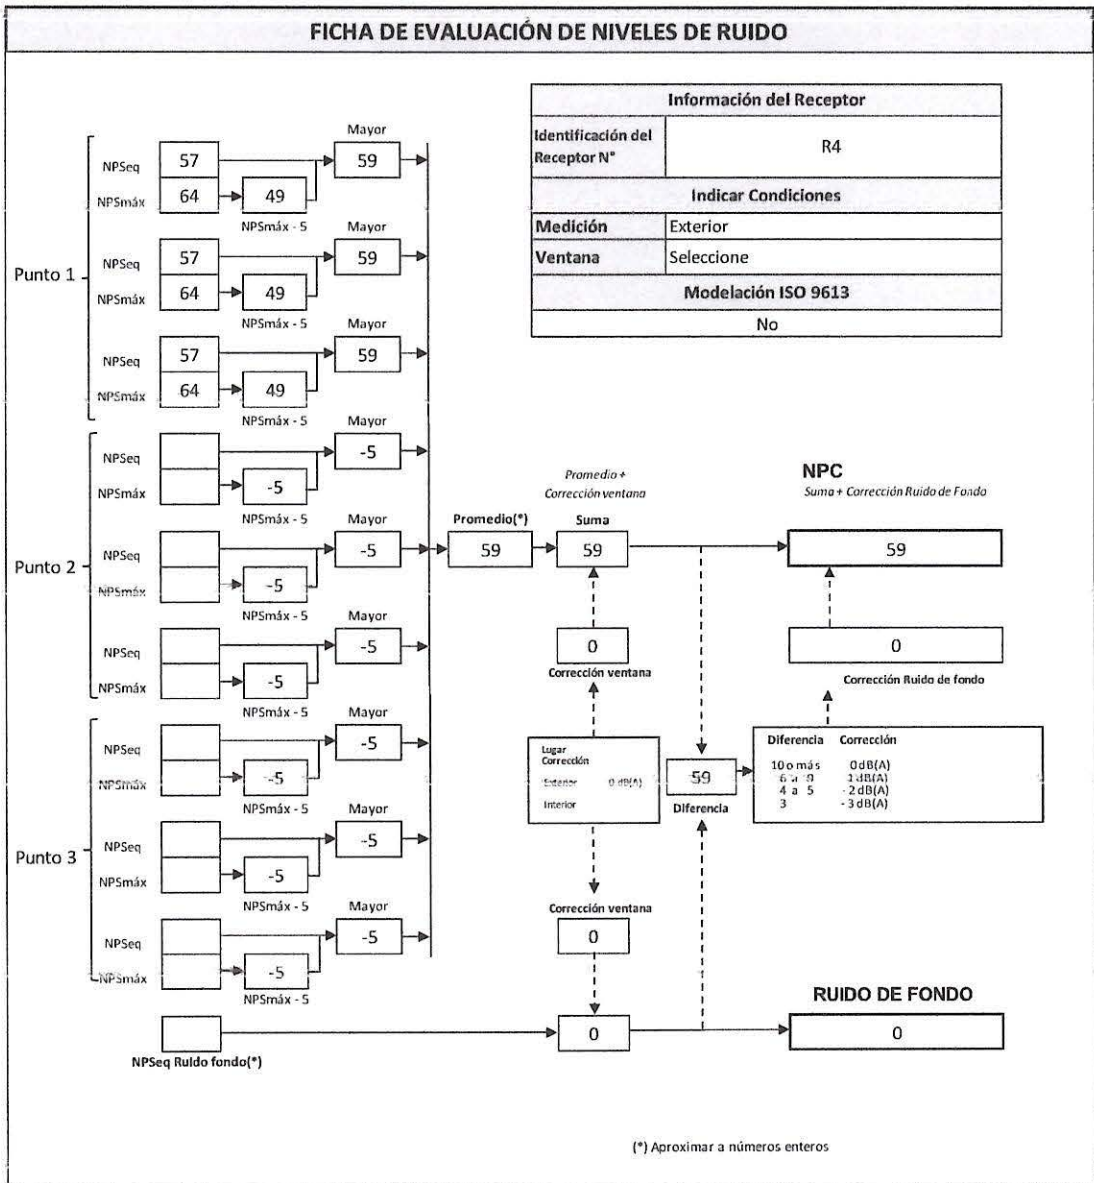 FICHA DE EVALUACIÓN DE NIVELES DE RUIDO
Información del Receptor
Identificación del Receptor N° R4
Indicar Condiciones
Medición Exterior
Ventana Seleccione
Modelación ISO 9613
No
Punto 1
Mayor
NPSeq 57 59
NPSmáx 64 49
NPSmáx - 5
Mayor
NPSeq 57 59
NPSmáx 64 49
NPSmáx - 5
Mayor
NPSeq 57 59
NPSmáx 64 49
NPSmáx - 5
Punto 2
Mayor
NPSeq -5
NPSmáx -5
NPSmáx - 5
Mayor
NPSeq -5
NPSmáx -5
NPSmáx - 5
Mayor
NPSeq -5
NPSmáx -5
NPSmáx - 5
Punto 3
Mayor
NPSeq -5
NPSmáx -5
NPSmáx - 5
Mayor
NPSeq -5
NPSmáx -5
NPSmáx - 5
Mayor
NPSeq -5
NPSmáx -5
NPSmáx - 5
NPSeq Ruido fondo(*)
Promedio(*)
59
Promedio +
Corrección ventana
Suma
59
0
Corrección ventana
Lugar
Corrección
Exterior 0 dB(A)
Interior
Corrección ventana
0
0
59
Diferencia
NPC
Suma + Corrección Ruido de Fondo
59
0
Corrección Ruido de fondo
Diferencia Corrección
10 o más 0 dB(A)
6 a 9 1 dB(A)
4 a 5 - 2 dB(A)
3 - 3 dB(A)
RUIDO DE FONDO
0
(*) Aproximar a números enteros